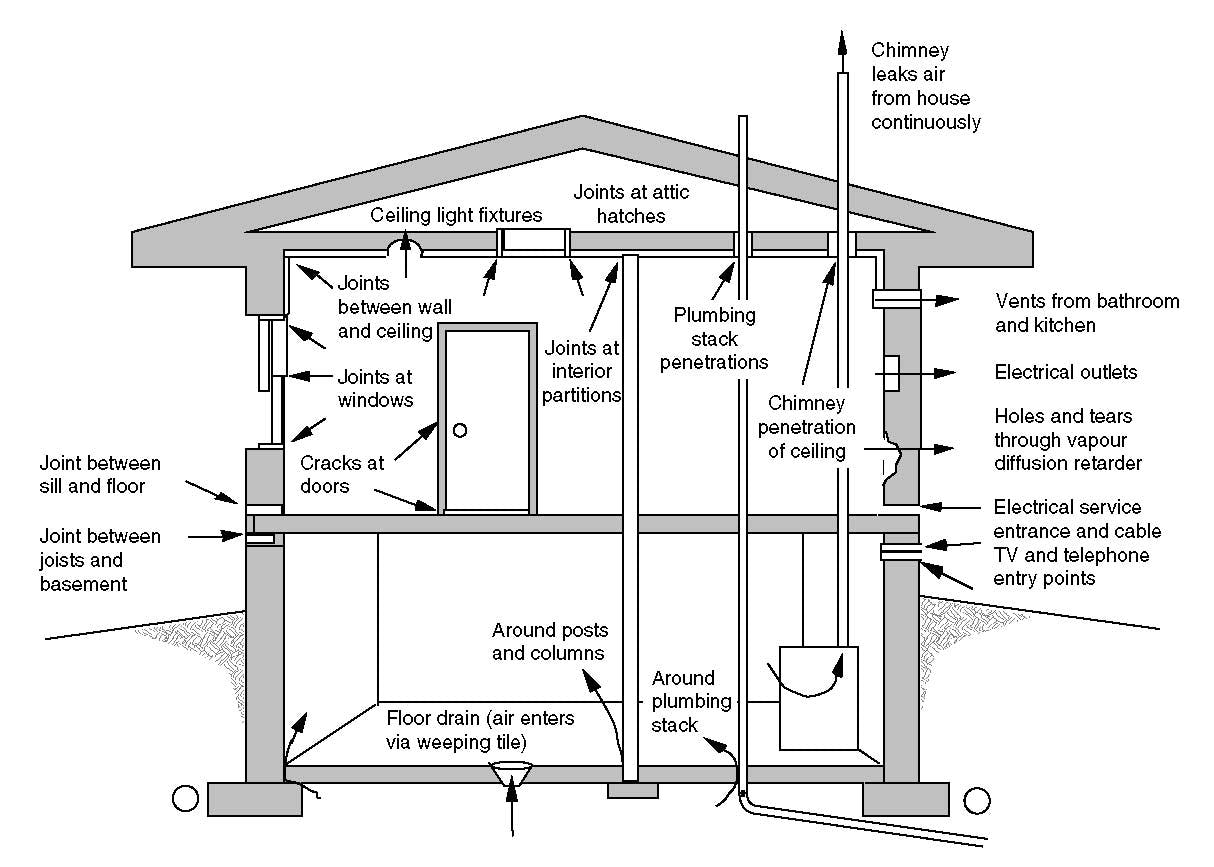 Chimney
leaks air
from house
continuously
Joints at attic
hatches
Ceiling light fixtures
Joints
between wall
and ceiling
Vents from bathroom
and kitchen
Plumbing
stack
penetrations
Joints at
interior
partitions
Joints at
windows
Electrical outlets
Chimney
penetration
of ceiling
Holes and tears
through vapour
diffusion retarder
Cracks at
doors
Joint between
sill and floor
Electrical service
entrance and cable
TV and telephone
entry points
Joint between
joists and
basement
Around posts
and columns
Around
plumbing
stack
Floor drain (air enters
via weeping tile)